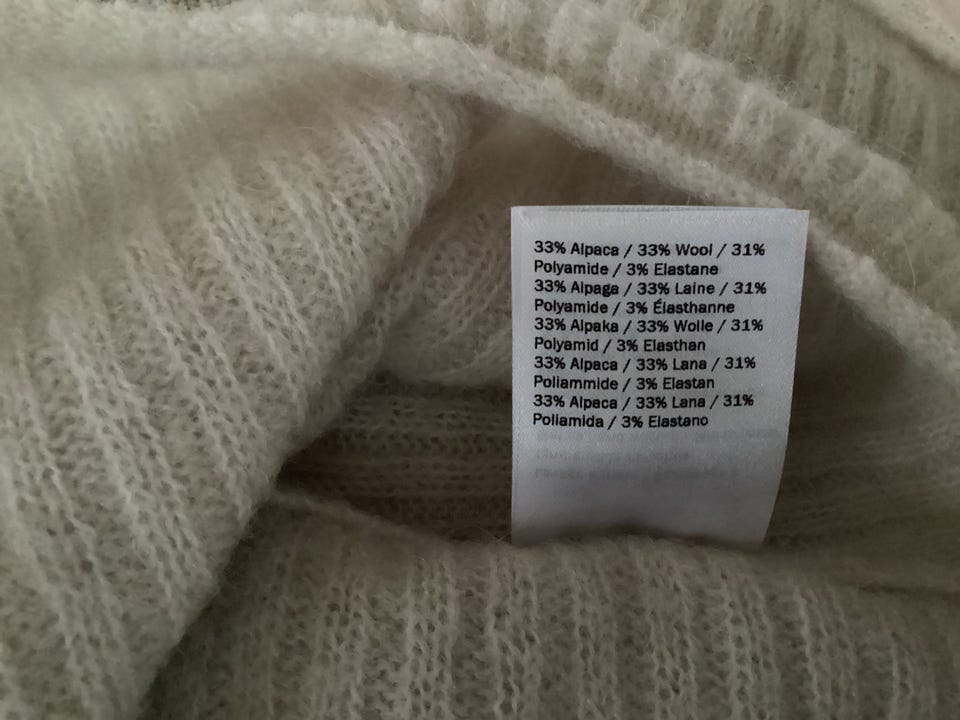 33% Alpaca / 33% Wool / 31%
Polyamide / 3% Elastane
33% Alpaga / 33% Laine / 31%
Polyamide / 3% Élasthanne
33% Alpaka / 33% Wolle / 31%
Polyamid / 3% Elasthan
33% Alpaca / 33% Lana / 31%
Poliammide / 3% Elastan
33% Alpaca / 33% Lana / 31%
Poliamida / 3% Elastano